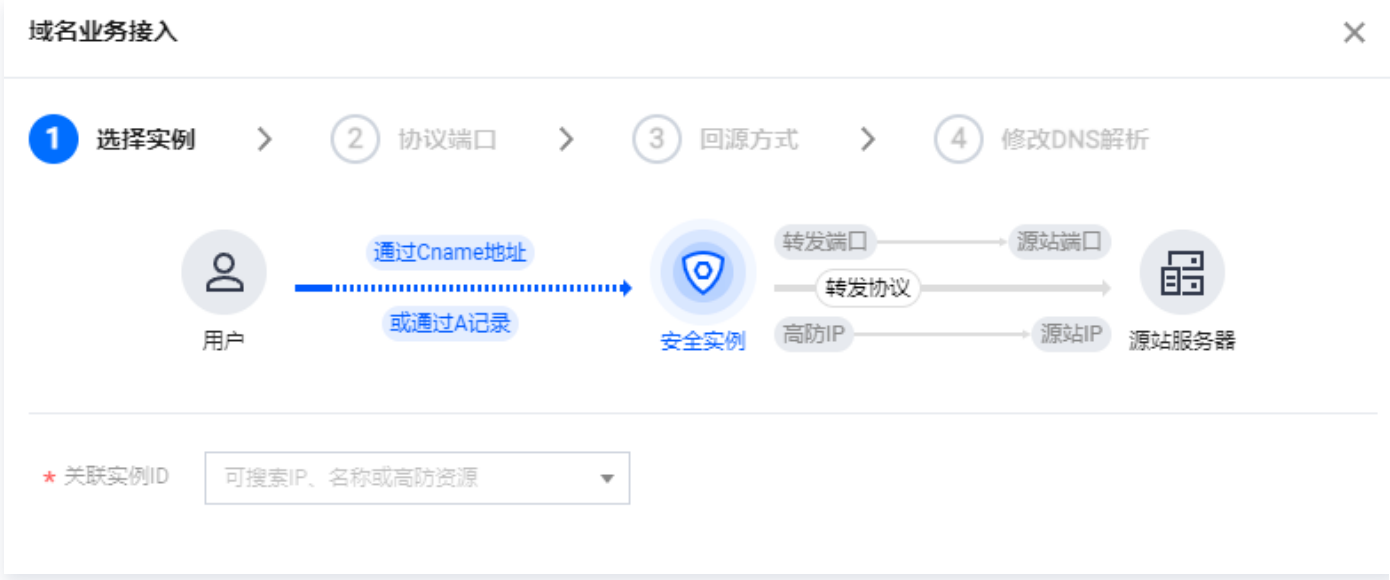 域名业务接入
1 选择实例 2 协议端口 3 回源方式 4 修改DNS解析
通过Cname地址
或通过A记录
用户
安全实例
转发端口 源站端口
转发协议
高防IP 源站IP
源站服务器
* 关联实例ID 可搜索IP、名称或高防资源